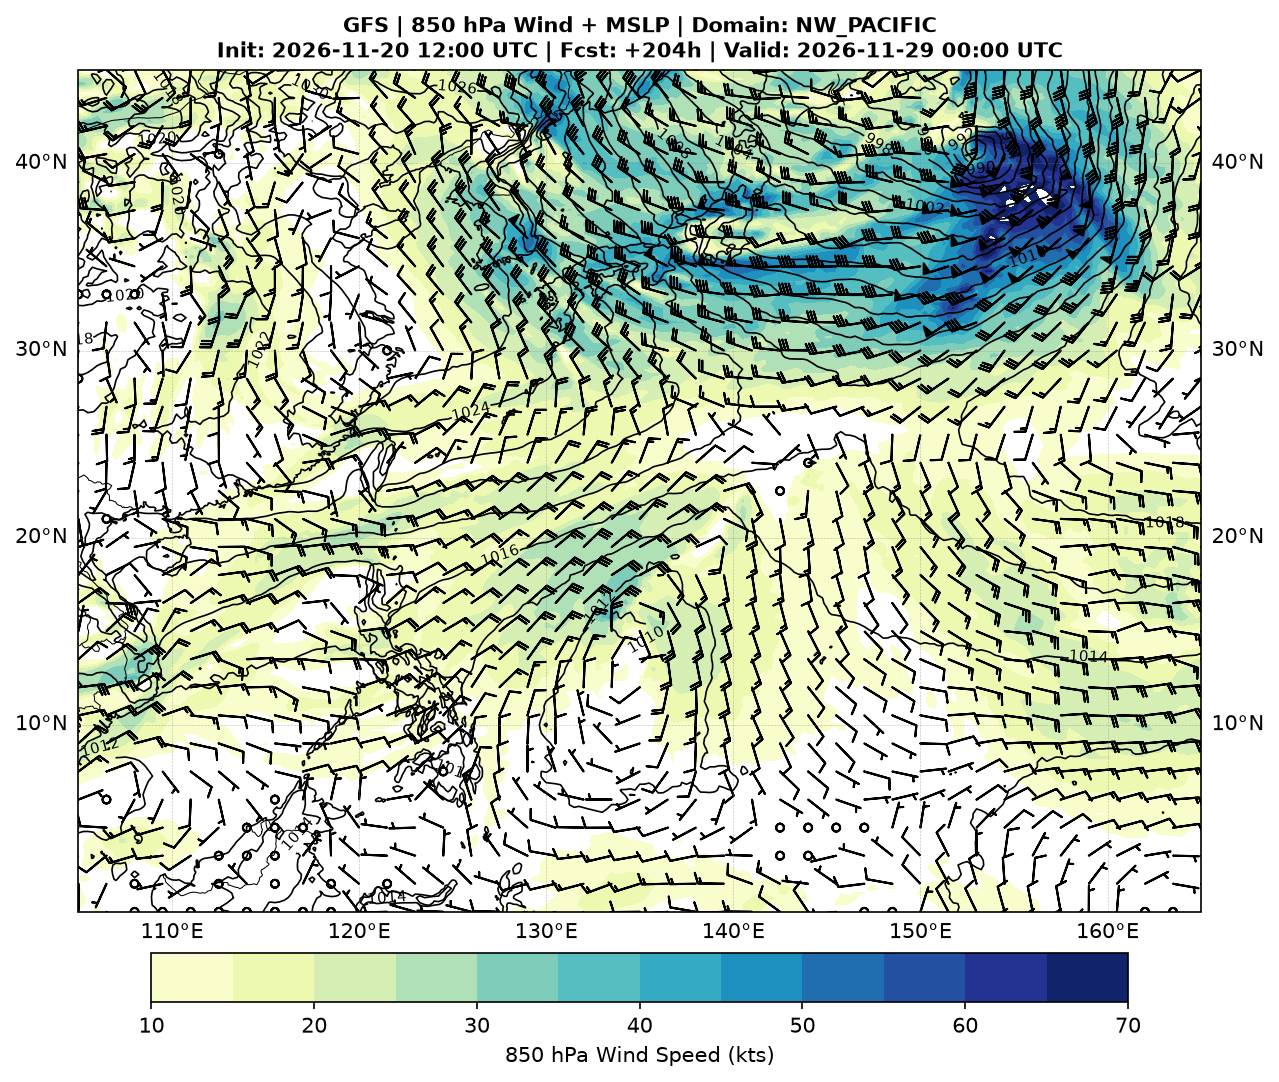 GFS | 850 hPa Wind + MSLP | Domain: NW_PACIFIC
Init: 2026-11-20 12:00 UTC | Fcst: +204h | Valid: 2026-11-29 00:00 UTC
1026
1020
1002
1024
1016
1010
1018
1014
1012
1014
40°N
40°N
30°N
30°N
20°N
20°N
10°N
10°N
110°E
120°E
130°E
140°E
150°E
160°E
10
20
30
40
50
60
70
850 hPa Wind Speed (kts)